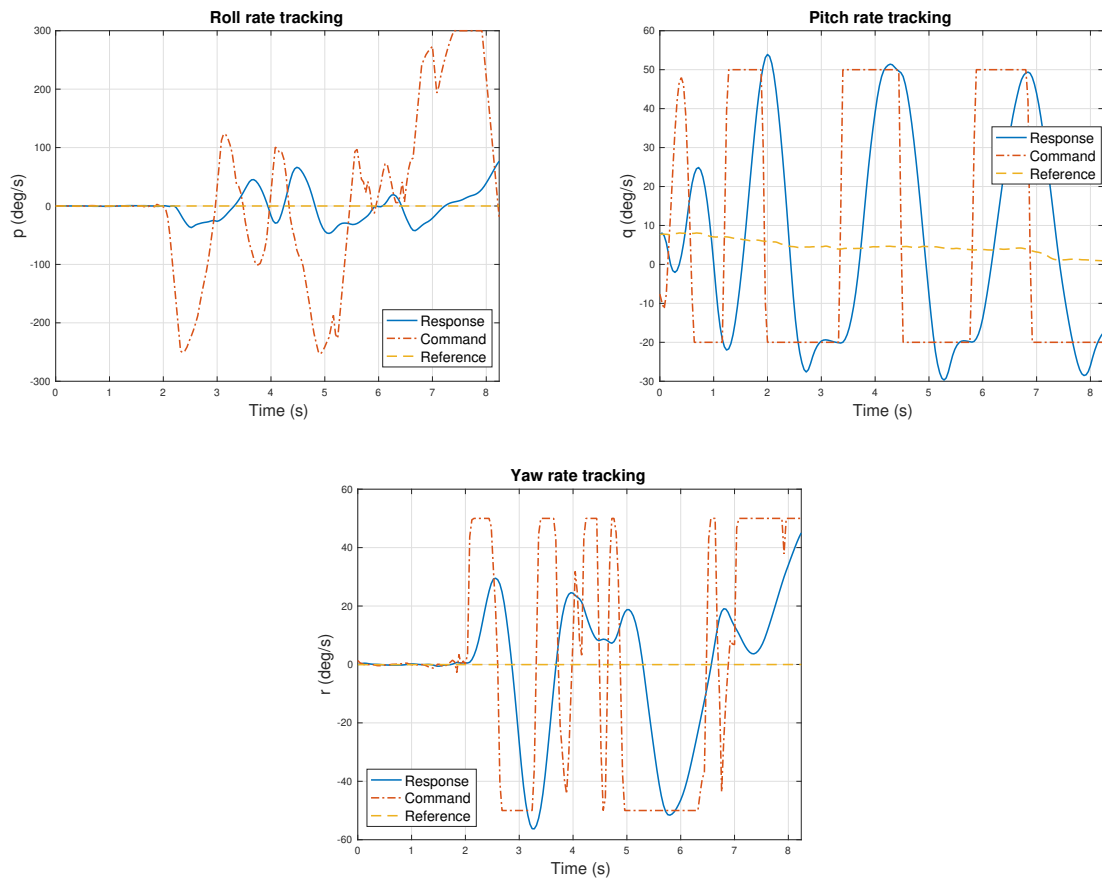 Roll rate tracking
300
200
100
0
-100
-200
-300
p (deg/s)
Response
Command
Reference
0 1 2 3 4 5 6 7 8
Time (s)
Pitch rate tracking
60
50
40
30
20
10
0
-10
-20
-30
q (deg/s)
Response
Command
Reference
0 1 2 3 4 5 6 7 8
Time (s)
Yaw rate tracking
60
40
20
0
-20
-40
-60
r (deg/s)
Response
Command
Reference
0 1 2 3 4 5 6 7 8
Time (s)